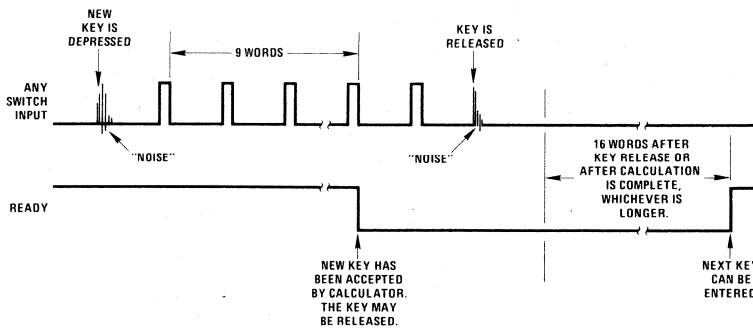 NEW
KEY IS
DEPRESSED
9 WORDS
KEY IS
RELEASED
ANY
SWITCH
INPUT
"NOISE"
"NOISE"
16 WORDS AFTER
KEY RELEASE OR
AFTER CALCULATION
IS COMPLETE,
WHICHEVER IS
LONGER.
READY
NEW KEY HAS
BEEN ACCEPTED
BY CALCULATOR.
THE KEY MAY
BE RELEASED.
NEXT KEY
CAN BE
ENTERED